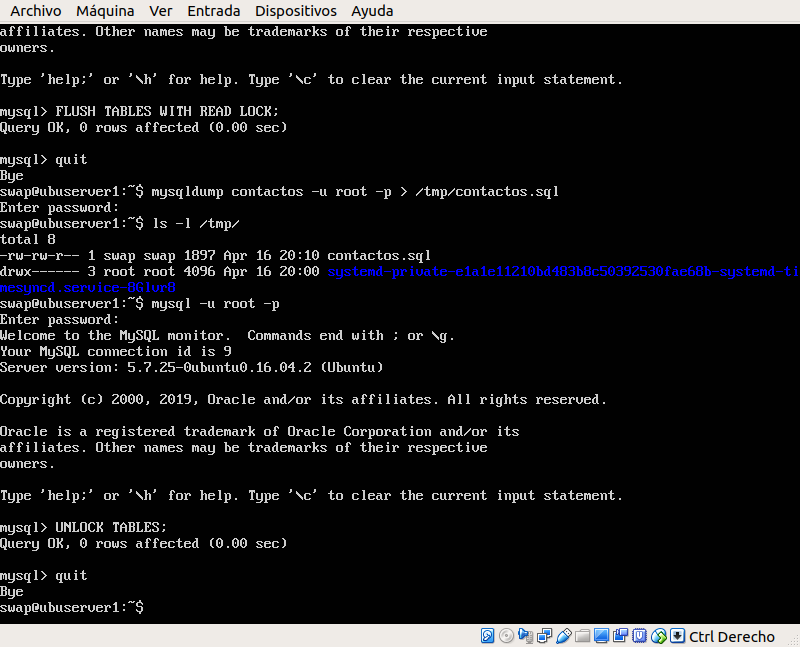 Archivo Máquina Ver Entrada Dispositivos Ayuda
affiliates. Other names may be trademarks of their respective
owners.
Type 'help;' or '\h' for help. Type '\c' to clear the current input statement.
mysql> FLUSH TABLES WITH READ LOCK;
Query OK, 0 rows affected (0.00 sec)
mysql> quit
Bye
swap@ubuserver1:~$ mysqldump contactos -u root -p > /tmp/contactos.sql
Enter password:
swap@ubuserver1:~$ ls -l /tmp/
total 8
-rw-rw-r-- 1 swap swap 1897 Apr 16 20:10 contactos.sql
drwx------ 3 root root 4096 Apr 16 20:00 systemd-private-e1a1e11210bd483b8c50392530fae68b-systemd-ti
mesyncd.service-8Glvr8
swap@ubuserver1:~$ mysql -u root -p
Enter password:
Welcome to the MySQL monitor.  Commands end with ; or \g.
Your MySQL connection id is 9
Server version: 5.7.25-0ubuntu0.16.04.2 (Ubuntu)
Copyright (c) 2000, 2019, Oracle and/or its affiliates. All rights reserved.
Oracle is a registered trademark of Oracle Corporation and/or its
affiliates. Other names may be trademarks of their respective
owners.
Type 'help;' or '\h' for help. Type '\c' to clear the current input statement.
mysql> UNLOCK TABLES;
Query OK, 0 rows affected (0.00 sec)
mysql> quit
Bye
swap@ubuserver1:~$
Ctrl Derecho